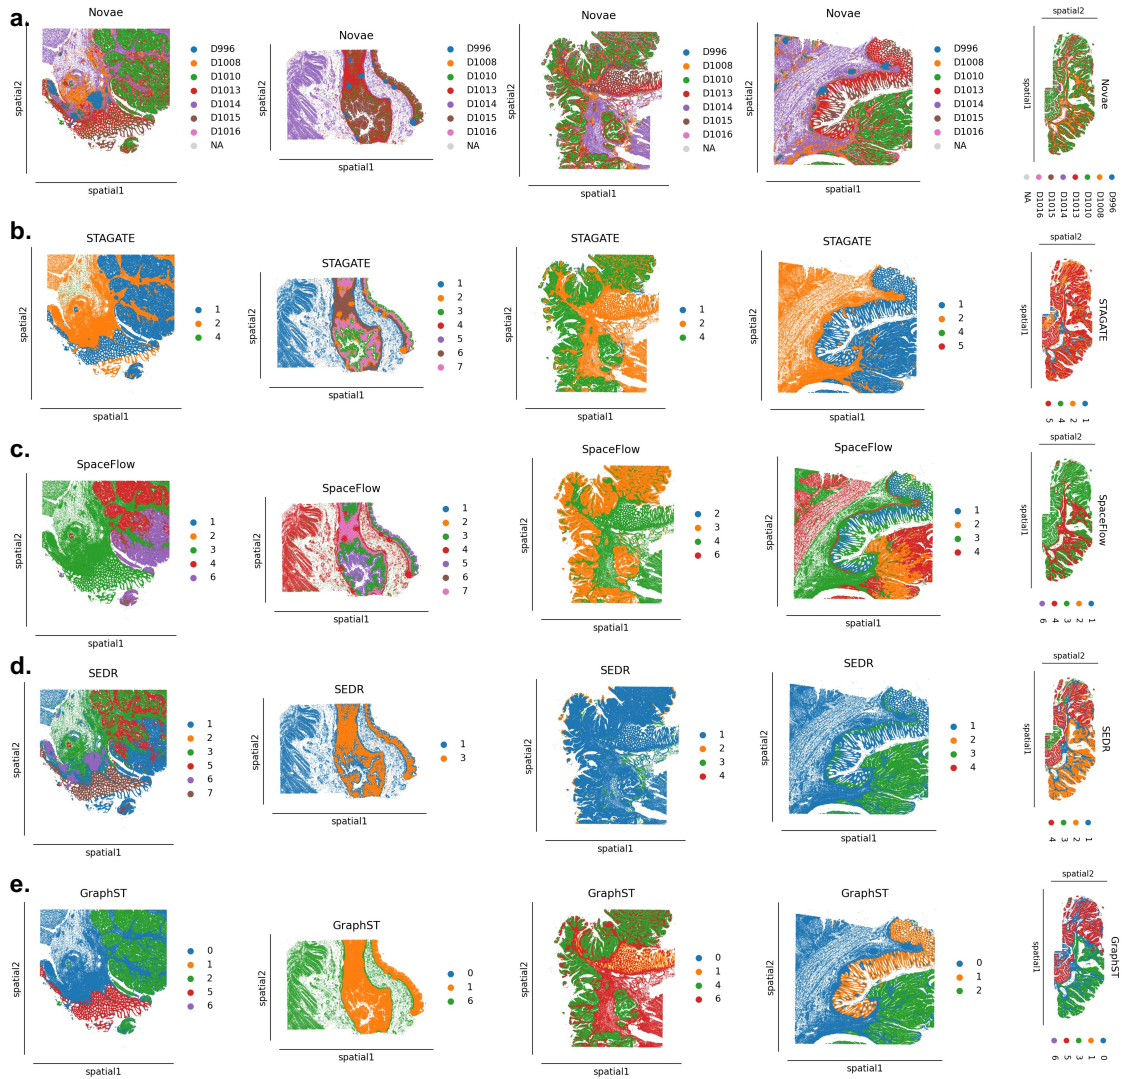 a.
Novae
spatial2
spatial1
D996
D1008
D1010
D1013
D1014
D1015
D1016
NA
Novae
spatial2
spatial1
D996
D1008
D1010
D1013
D1014
D1015
D1016
NA
Novae
spatial2
spatial1
D996
D1008
D1010
D1013
D1014
D1015
D1016
NA
Novae
spatial2
spatial1
D996
D1008
D1010
D1013
D1014
D1015
D1016
NA
spatial2
spatial1
Novae
D996
D1008
D1010
D1013
D1014
D1015
D1016
NA
b.
STAGATE
spatial2
spatial1
1
2
4
STAGATE
spatial2
spatial1
1
2
3
4
5
6
7
STAGATE
spatial2
spatial1
1
2
4
STAGATE
spatial2
spatial1
1
2
4
5
spatial2
spatial1
STAGATE
1
2
4
5
c.
SpaceFlow
spatial2
spatial1
1
2
3
4
6
SpaceFlow
spatial2
spatial1
1
2
3
4
5
6
7
SpaceFlow
spatial2
spatial1
2
3
4
6
SpaceFlow
spatial2
spatial1
1
2
3
4
spatial2
spatial1
SpaceFlow
1
2
3
4
6
d.
SEDR
spatial2
spatial1
1
2
3
5
6
7
SEDR
spatial2
spatial1
1
3
SEDR
spatial2
spatial1
1
2
3
4
SEDR
spatial2
spatial1
1
2
3
4
spatial2
spatial1
SEDR
1
2
3
4
e.
GraphST
spatial2
spatial1
0
1
2
5
6
GraphST
spatial2
spatial1
0
1
6
GraphST
spatial2
spatial1
0
1
4
6
GraphST
spatial2
spatial1
0
1
2
spatial2
spatial1
GraphST
0
1
3
5
6